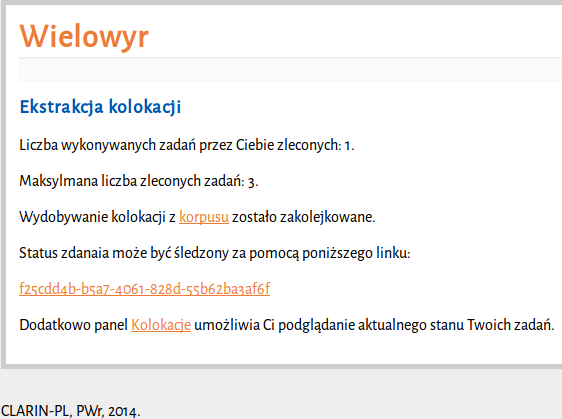 Wielowyr
Ekstrakcja kolokacji
Liczba wykonywanych zadań przez Ciebie zleconych: 1.
Maksylmana liczba zleconych zadań: 3.
Wydobywanie kolokacji z korpusu zostało zakolejkowane.
Status zdanaia może być śledzony za pomocą poniższego linku:
f25cdd4b-b5a7-4061-828d-55b62ba3af6f
Dodatkowo panel Kolokacje umożliwia Ci podglądanie aktualnego stanu Twoich zadań.
CLARIN-PL, PWr, 2014.